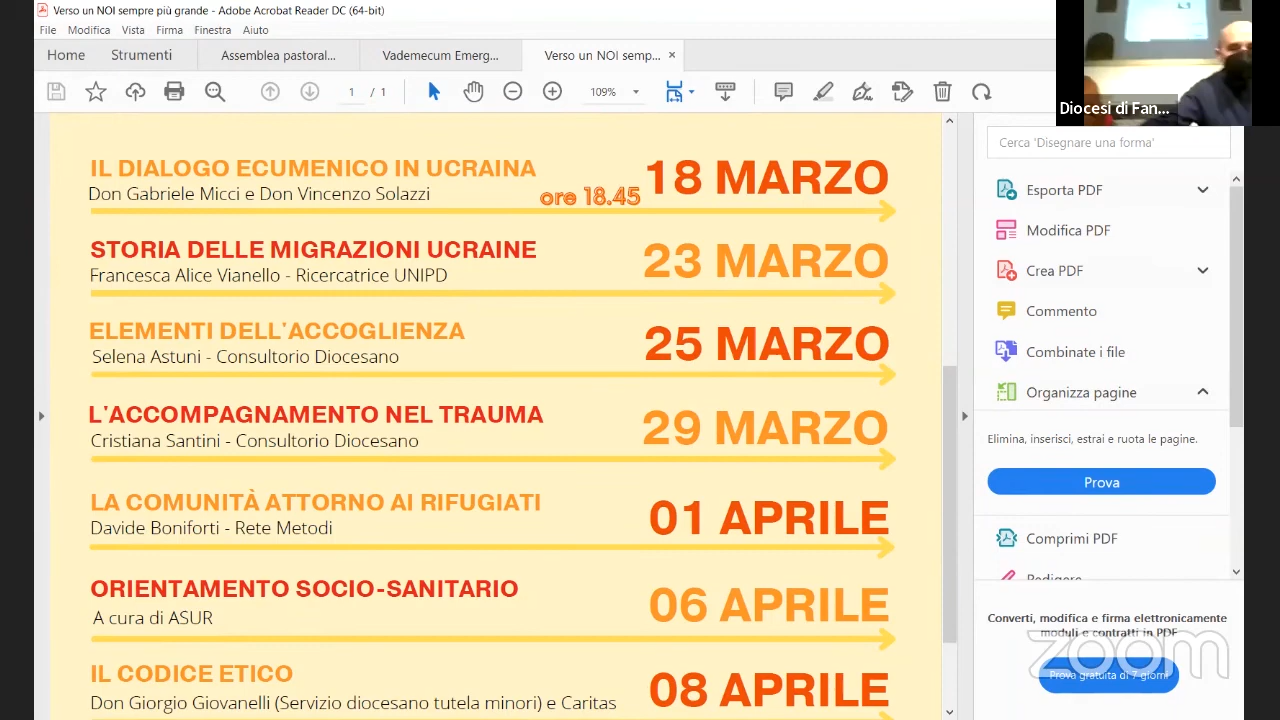 Verso un NOI sempre più grande - Adobe Acrobat Reader DC (64-bit)
File Modifica Vista Firma Finestra Aiuto
Home Strumenti Assemblea pastoral... Vademecum Emerg... Verso un NOI semp... ×
1 / 1 109%
Diocesi di Fan...
IL DIALOGO ECUMENICO IN UCRAINA
Don Gabriele Micci e Don Vincenzo Solazzi
ore 18.45
18 MARZO
STORIA DELLE MIGRAZIONI UCRAINE
Francesca Alice Vianello - Ricercatrice UNIPD
23 MARZO
ELEMENTI DELL'ACCOGLIENZA
Selena Astuni - Consultorio Diocesano
25 MARZO
L'ACCOMPAGNAMENTO NEL TRAUMA
Cristiana Santini - Consultorio Diocesano
29 MARZO
LA COMUNITÀ ATTORNO AI RIFUGIATI
Davide Boniforti - Rete Metodi
01 APRILE
ORIENTAMENTO SOCIO-SANITARIO
A cura di ASUR
06 APRILE
IL CODICE ETICO
Don Giorgio Giovanelli (Servizio diocesano tutela minori) e Caritas
08 APRILE
Cerca 'Disegnare una forma'
Esporta PDF
Modifica PDF
Crea PDF
Commento
Combinate i file
Organizza pagine
Elimina, inserisci, estrai e ruota le pagine.
Prova
Comprimi PDF
Redigere
Converti, modifica e firma elettronicamente
moduli e contratti in PDF
Prova gratuita di 7 giorni
zoom